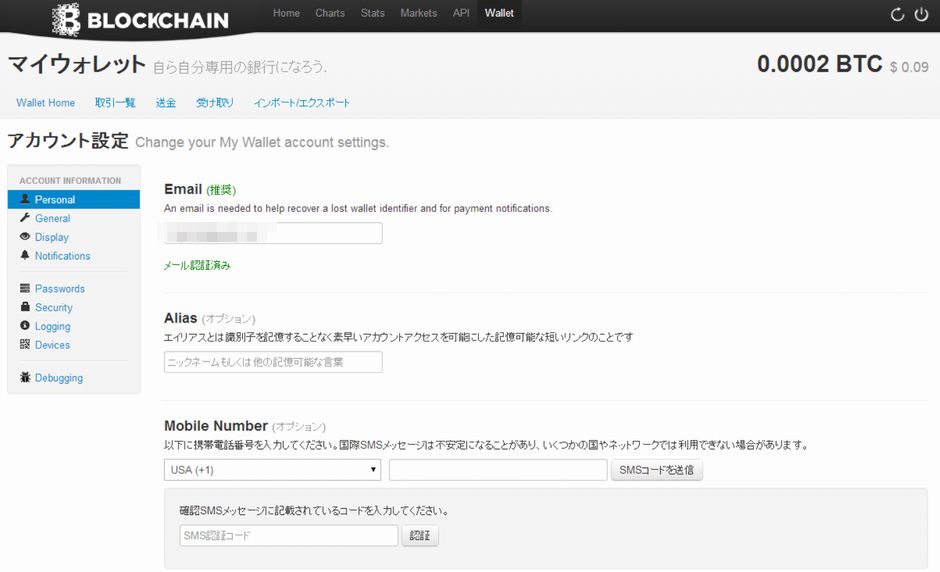 BLOCKCHAIN Home Charts Stats Markets API Wallet
マイウォレット 自ら自分専用の銀行になろう. 0.0002 BTC $ 0.09
Wallet Home 取引一覧 送金 受け取り インポート/エクスポート
アカウント設定 Change your My Wallet account settings.
ACCOUNT INFORMATION
Personal
General
Display
Notifications
Passwords
Security
Logging
Devices
Debugging
Email (推奨)
An email is needed to help recover a lost wallet identifier and for payment notifications.
メール認証済み
Alias (オプション)
エイリアスとは識別子を記憶することなく素早いアカウントアクセスを可能にした記憶可能な短いリンクのことです
ニックネームもしくは他の記憶可能な言葉
Mobile Number (オプション)
以下に携帯電話番号を入力してください。国際SMSメッセージは不安定になることがあり、いくつかの国やネットワークでは利用できない場合があります。
USA (+1) SMSコードを送信
確認SMSメッセージに記載されているコードを入力してください。
SMS認証コード 認証